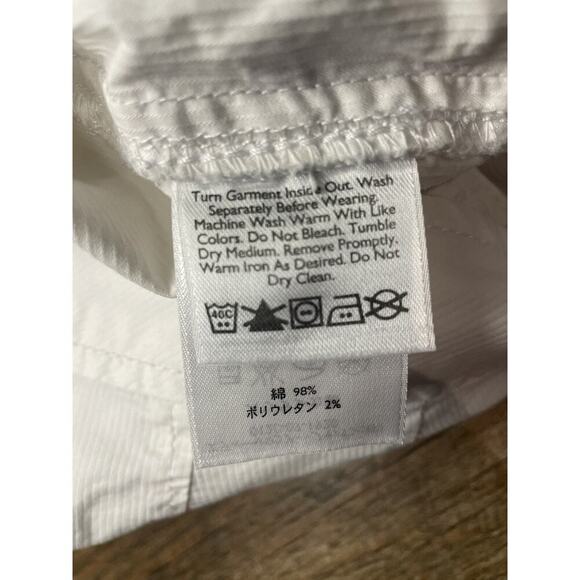 Turn Garment Inside Out. Wash
Separately Before Wearing.
Machine Wash Warm With Like
Colors. Do Not Bleach. Tumble
Dry Medium. Remove Promptly.
Warm Iron As Desired. Do Not
Dry Clean.
40C
綿 98%
ポリウレタン 2%